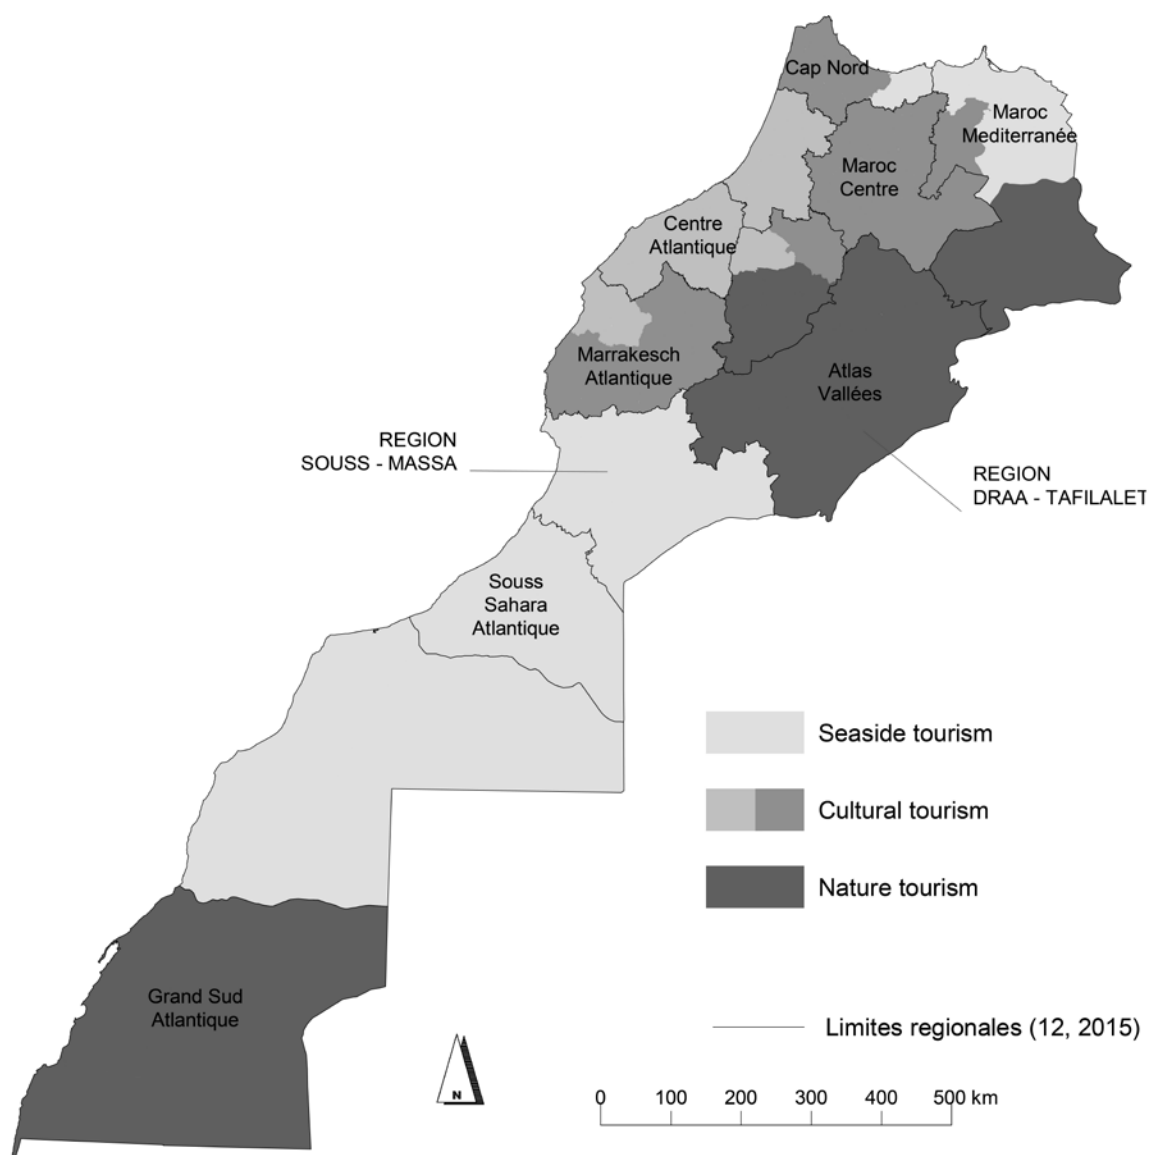 Cap Nord
Maroc
Mediterranée
Maroc
Centre
Centre
Atlantique
Marrakesch
Atlantique
Atlas
Vallées
REGION
SOUSS - MASSA
REGION
DRAA - TAFILALET
Souss
Sahara
Atlantique
Seaside tourism
Cultural tourism
Nature tourism
Grand Sud
Atlantique
Limites regionales (12, 2015)
N
0 100 200 300 400 500 km